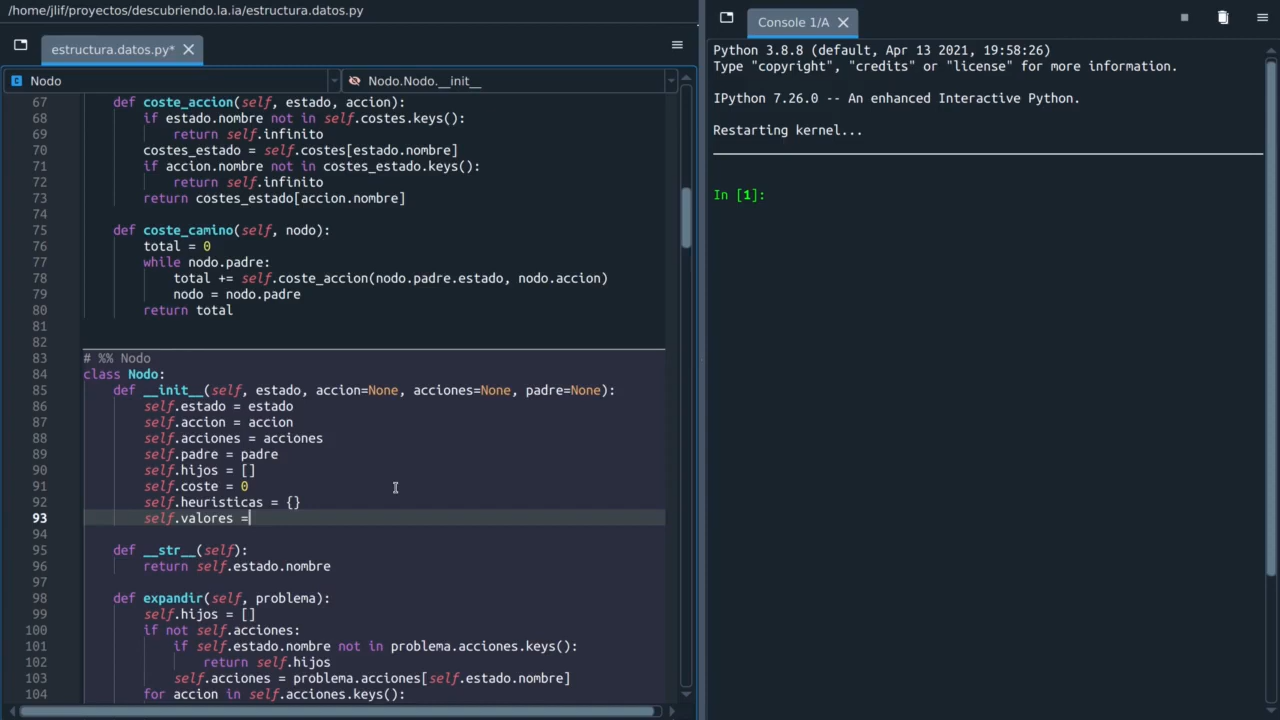 /home/jlif/proyectos/descubriendo.la.ia/estructura.datos.py
estructura.datos.py*
Nodo
Nodo.Nodo.__init__
67     def coste_accion(self, estado, accion):
68         if estado.nombre not in self.costes.keys():
69             return self.infinito
70         costes_estado = self.costes[estado.nombre]
71         if accion.nombre not in costes_estado.keys():
72             return self.infinito
73         return costes_estado[accion.nombre]
74
75     def coste_camino(self, nodo):
76         total = 0
77         while nodo.padre:
78             total += self.coste_accion(nodo.padre.estado, nodo.accion)
79             nodo = nodo.padre
80         return total
81
82
83 # %% Nodo
84 class Nodo:
85     def __init__(self, estado, accion=None, acciones=None, padre=None):
86         self.estado = estado
87         self.accion = accion
88         self.acciones = acciones
89         self.padre = padre
90         self.hijos = []
91         self.coste = 0
92         self.heuristicas = {}
93         self.valores =
94
95     def __str__(self):
96         return self.estado.nombre
97
98     def expandir(self, problema):
99         self.hijos = []
100         if not self.acciones:
101             if self.estado.nombre not in problema.acciones.keys():
102                 return self.hijos
103             self.acciones = problema.acciones[self.estado.nombre]
104         for accion in self.acciones.keys():
Console 1/A
Python 3.8.8 (default, Apr 13 2021, 19:58:26)
Type "copyright", "credits" or "license" for more information.
IPython 7.26.0 -- An enhanced Interactive Python.
Restarting kernel...
In [1]: